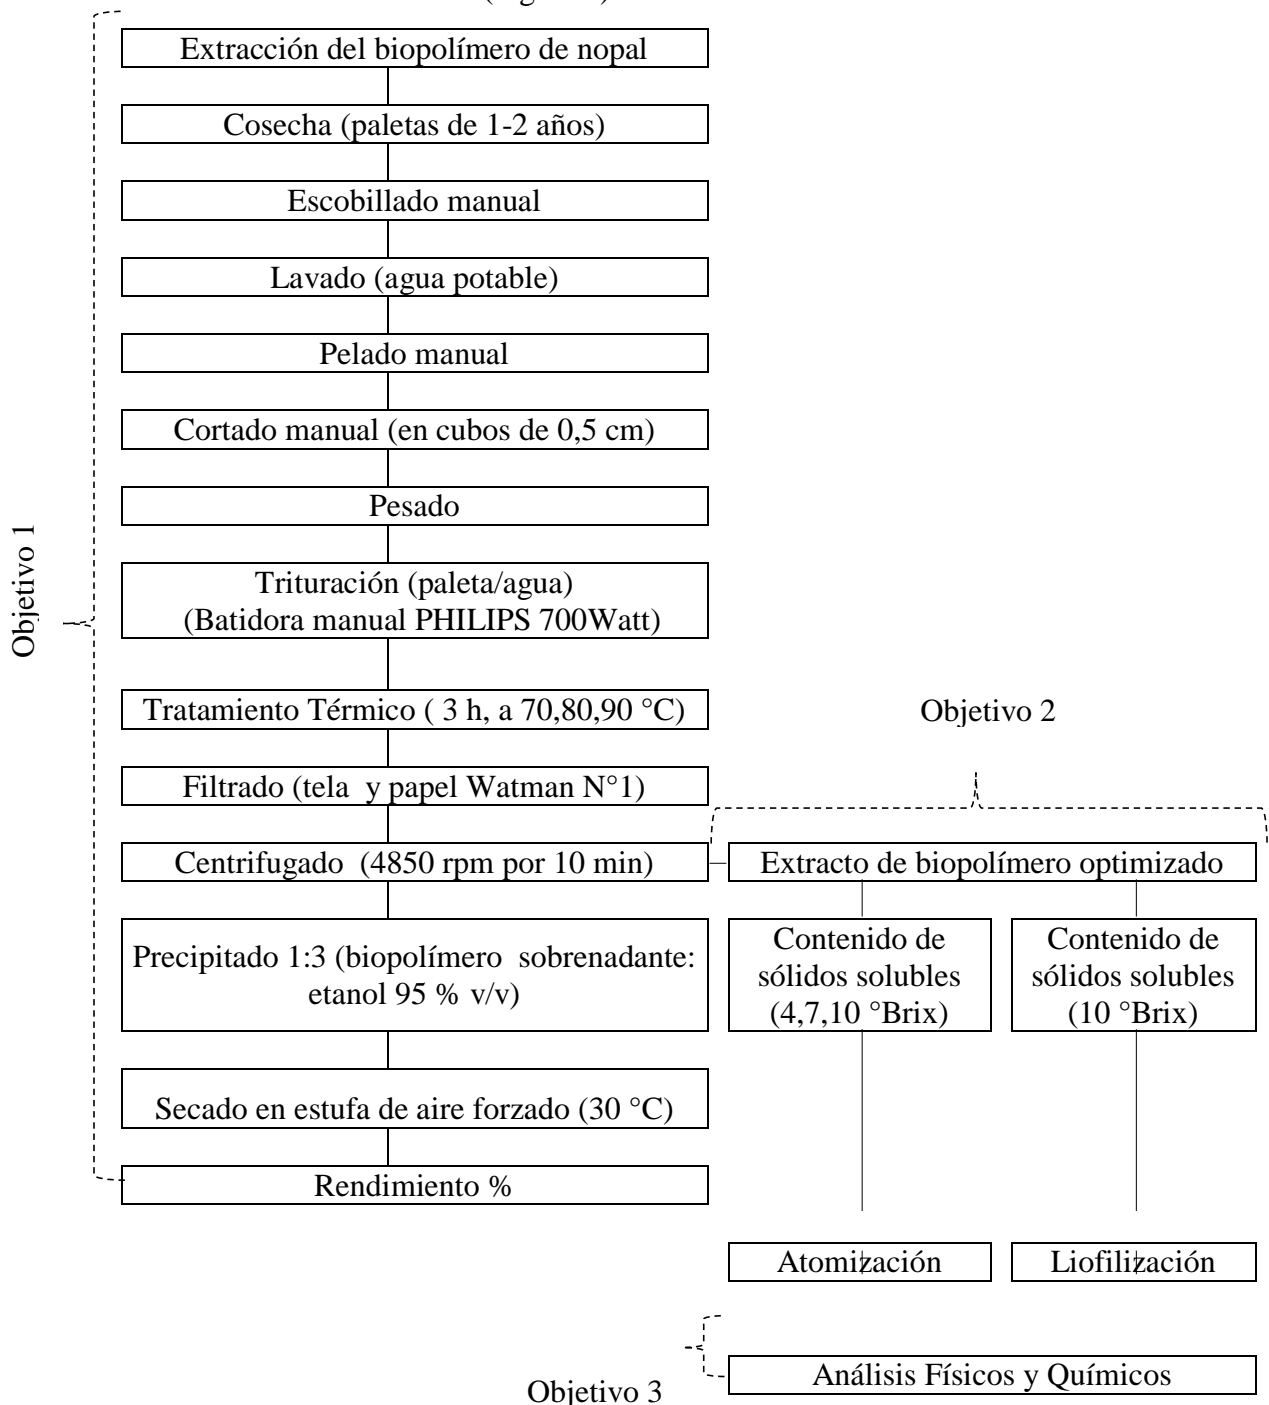 Extracción del biopolímero de nopal
Cosecha (paletas de 1-2 años)
Escobillado manual
Lavado (agua potable)
Pelado manual
Cortado manual (en cubos de 0,5 cm)
Pesado
Objetivo 1
Trituración (paleta/agua)
(Batidora manual PHILIPS 700Watt)
Tratamiento Térmico ( 3 h, a 70,80,90 °C)
Objetivo 2
Filtrado (tela y papel Watman N°1)
Centrifugado (4850 rpm por 10 min)
Extracto de biopolímero optimizado
Precipitado 1:3 (biopolímero sobrenadante:
etanol 95 % v/v)
Contenido de
sólidos solubles
(4,7,10 °Brix)
Contenido de
sólidos solubles
(10 °Brix)
Secado en estufa de aire forzado (30 °C)
Rendimiento %
Atomización
Liofilización
Análisis Físicos y Químicos
Objetivo 3